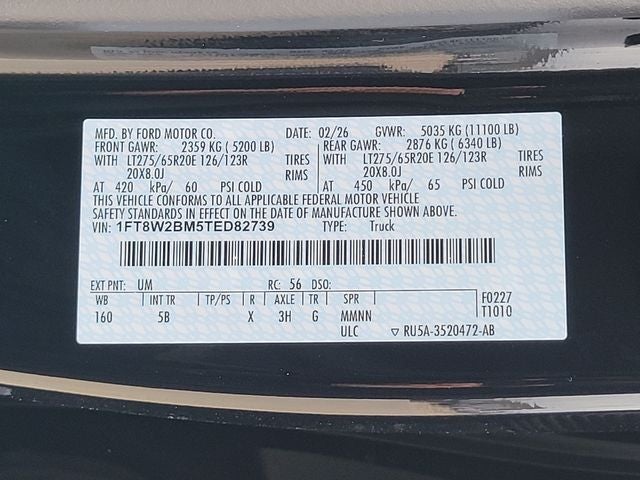 MFD. BY FORD MOTOR CO. DATE: 02/26 GVWR: 5035 KG (11100 LB)
FRONT GAWR: 2359 KG ( 5200 LB) REAR GAWR: 2876 KG ( 6340 LB)
WITH LT275/65R20E 126/123R TIRES WITH LT275/65R20E 126/123R TIRES
20X8.0J RIMS 20X8.0J RIMS
AT 420 kPa/ 60 PSI COLD AT 450 kPa/ 65 PSI COLD
THIS VEHICLE CONFORMS TO ALL APPLICABLE FEDERAL MOTOR VEHICLE
SAFETY STANDARDS IN EFFECT ON THE DATE OF MANUFACTURE SHOWN ABOVE.
VIN: 1FT8W2BM5TED82739 TYPE: Truck
EXT PNT: UM RC: 56 DSO:
WB INT TR TP/PS R AXLE TR SPR F0227
160 5B X 3H G MMNN T1010
ULC ▽ RU5A-3520472-AB